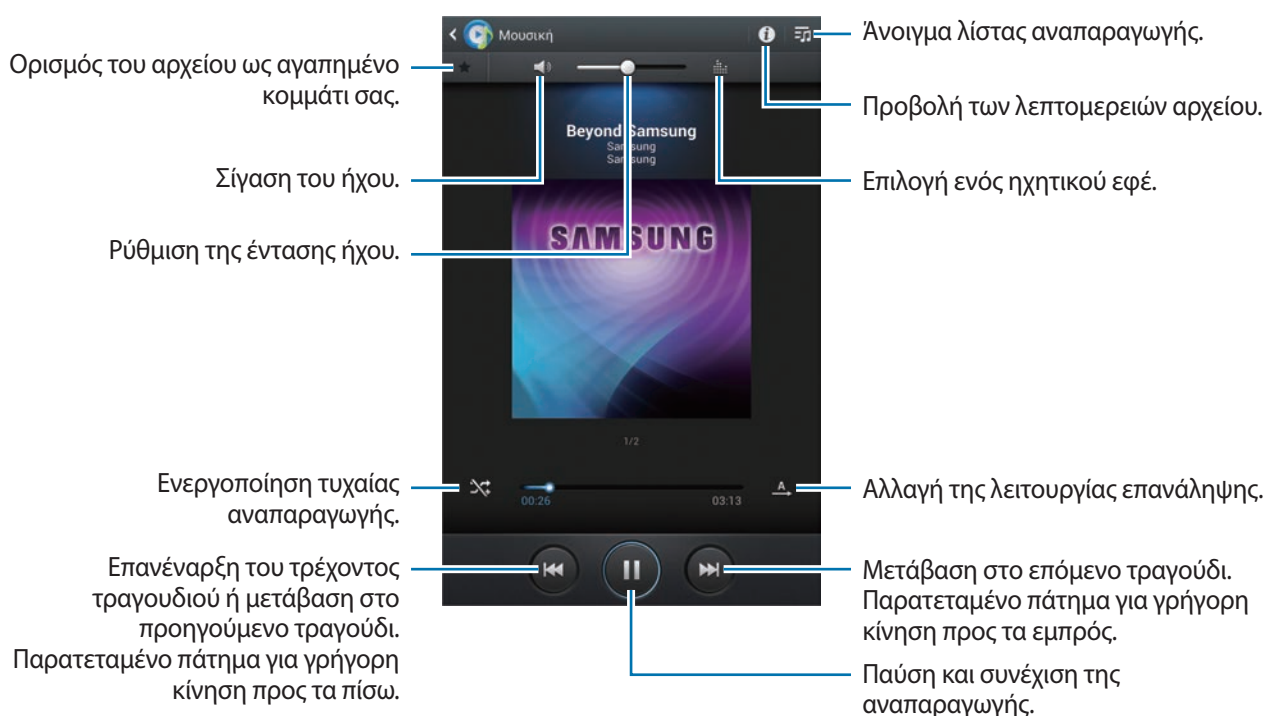 Μουσική
Άνοιγμα λίστας αναπαραγωγής.
Ορισμός του αρχείου ως αγαπημένο
κομμάτι σας.
Προβολή των λεπτομερειών αρχείου.
Beyond Samsung
Samsung
Samsung
Σίγαση του ήχου.
Επιλογή ενός ηχητικού εφέ.
SAMSUNG
Ρύθμιση της έντασης ήχου.
1/2
Ενεργοποίηση τυχαίας
αναπαραγωγής.
00:26
03:13
A
Αλλαγή της λειτουργίας επανάληψης.
Επανέναρξη του τρέχοντος
τραγουδιού ή μετάβαση στο
προηγούμενο τραγούδι.
Παρατεταμένο πάτημα για γρήγορη
κίνηση προς τα πίσω.
Μετάβαση στο επόμενο τραγούδι.
Παρατεταμένο πάτημα για γρήγορη
κίνηση προς τα εμπρός.
Παύση και συνέχιση της
αναπαραγωγής.